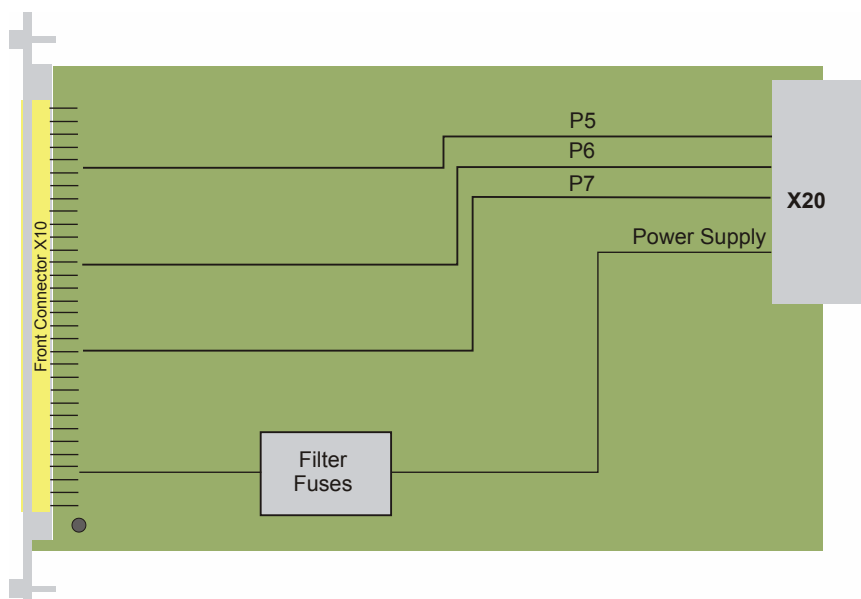 P5
P6
P7
X20
Power Supply
Front Connector X10
Filter
Fuses